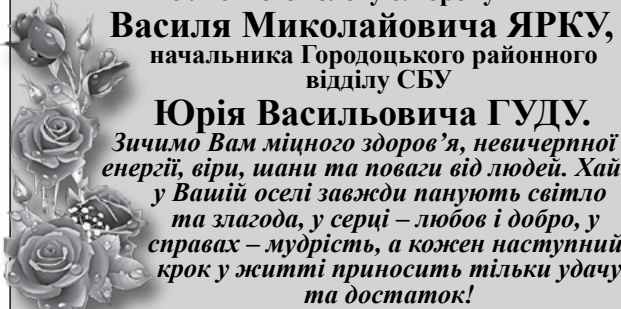 Василя Миколайовича ЯРКУ,
начальника Городоцького районного
відділу СБУ
Юрія Васильовича ГУДУ.
Зичимо Вам міцного здоров’я, невичерпної
енергії, віри, шани та поваги від людей. Хай
у Вашій оселі завжди панують світло
та злагода, у серці – любов і добро, у
справах – мудрість, а кожен наступний
крок у житті приносить тільки удачу
та достаток!